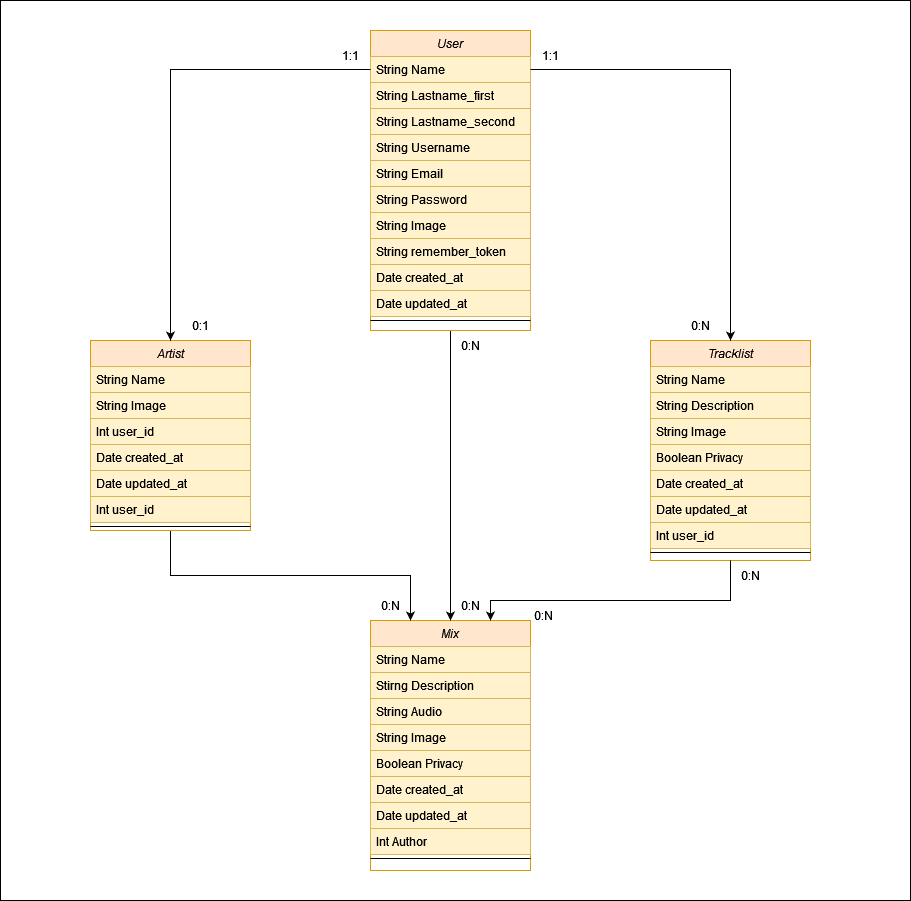 User
1:1
1:1
String Name
String Lastname_first
String Lastname_second
String Username
String Email
String Password
String Image
String remember_token
Date created_at
Date updated_at
0:1
0:N
0:N
Artist
String Name
String Image
Int user_id
Date created_at
Date updated_at
Int user_id
Tracklist
String Name
String Description
String Image
Boolean Privacy
Date created_at
Date updated_at
Int user_id
0:N
0:N
0:N
0:N
Mix
String Name
Stirng Description
String Audio
String Image
Boolean Privacy
Date created_at
Date updated_at
Int Author